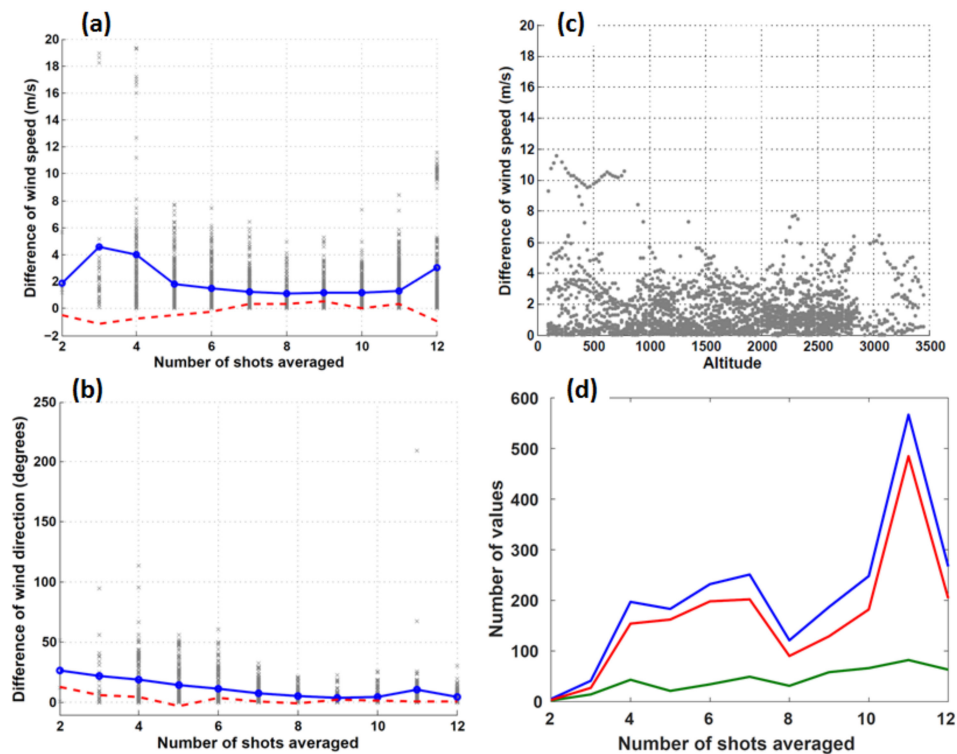 (a)
20
18
16
14
12
10
8
6
4
2
0
−2
Difference of wind speed (m/s)
2 4 6 8 10 12
Number of shots averaged
(c)
20
18
16
14
12
10
8
6
4
2
0
Difference of wind speed (m/s)
0 500 1000 1500 2000 2500 3000 3500
Altitude
(b)
250
200
150
100
50
0
Difference of wind direction (degrees)
2 4 6 8 10 12
Number of shots averaged
(d)
600
500
400
300
200
100
0
Number of values
2 4 6 8 10 12
Number of shots averaged